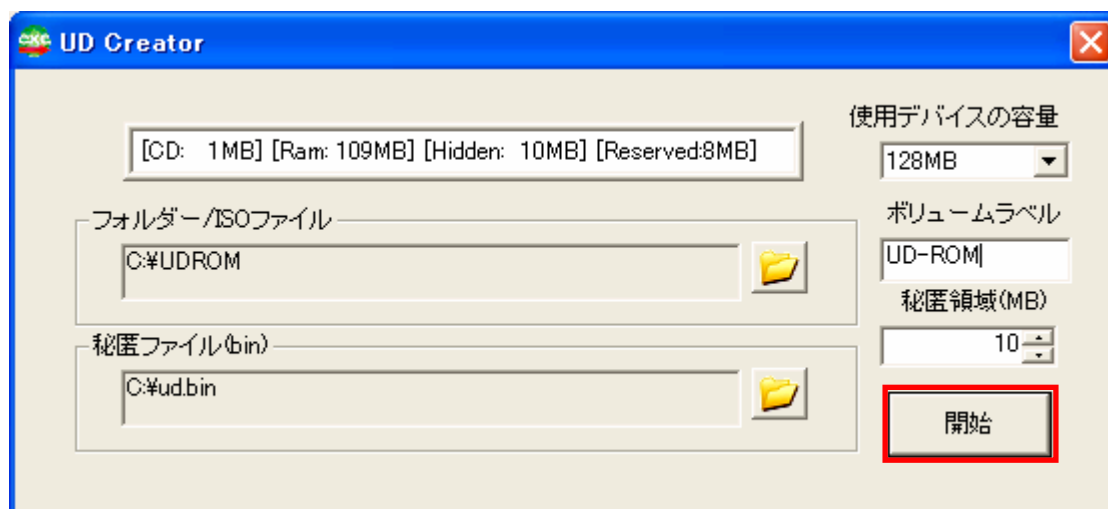 UD Creator
使用デバイスの容量
[CD: 1MB] [Ram: 109MB] [Hidden: 10MB] [Reserved:8MB]
128MB
フォルダー/ISOファイル
ボリュームラベル
C:¥UDROM
UD-ROM
秘匿領域(MB)
秘匿ファイル(bin)
10
C:¥ud.bin
開始